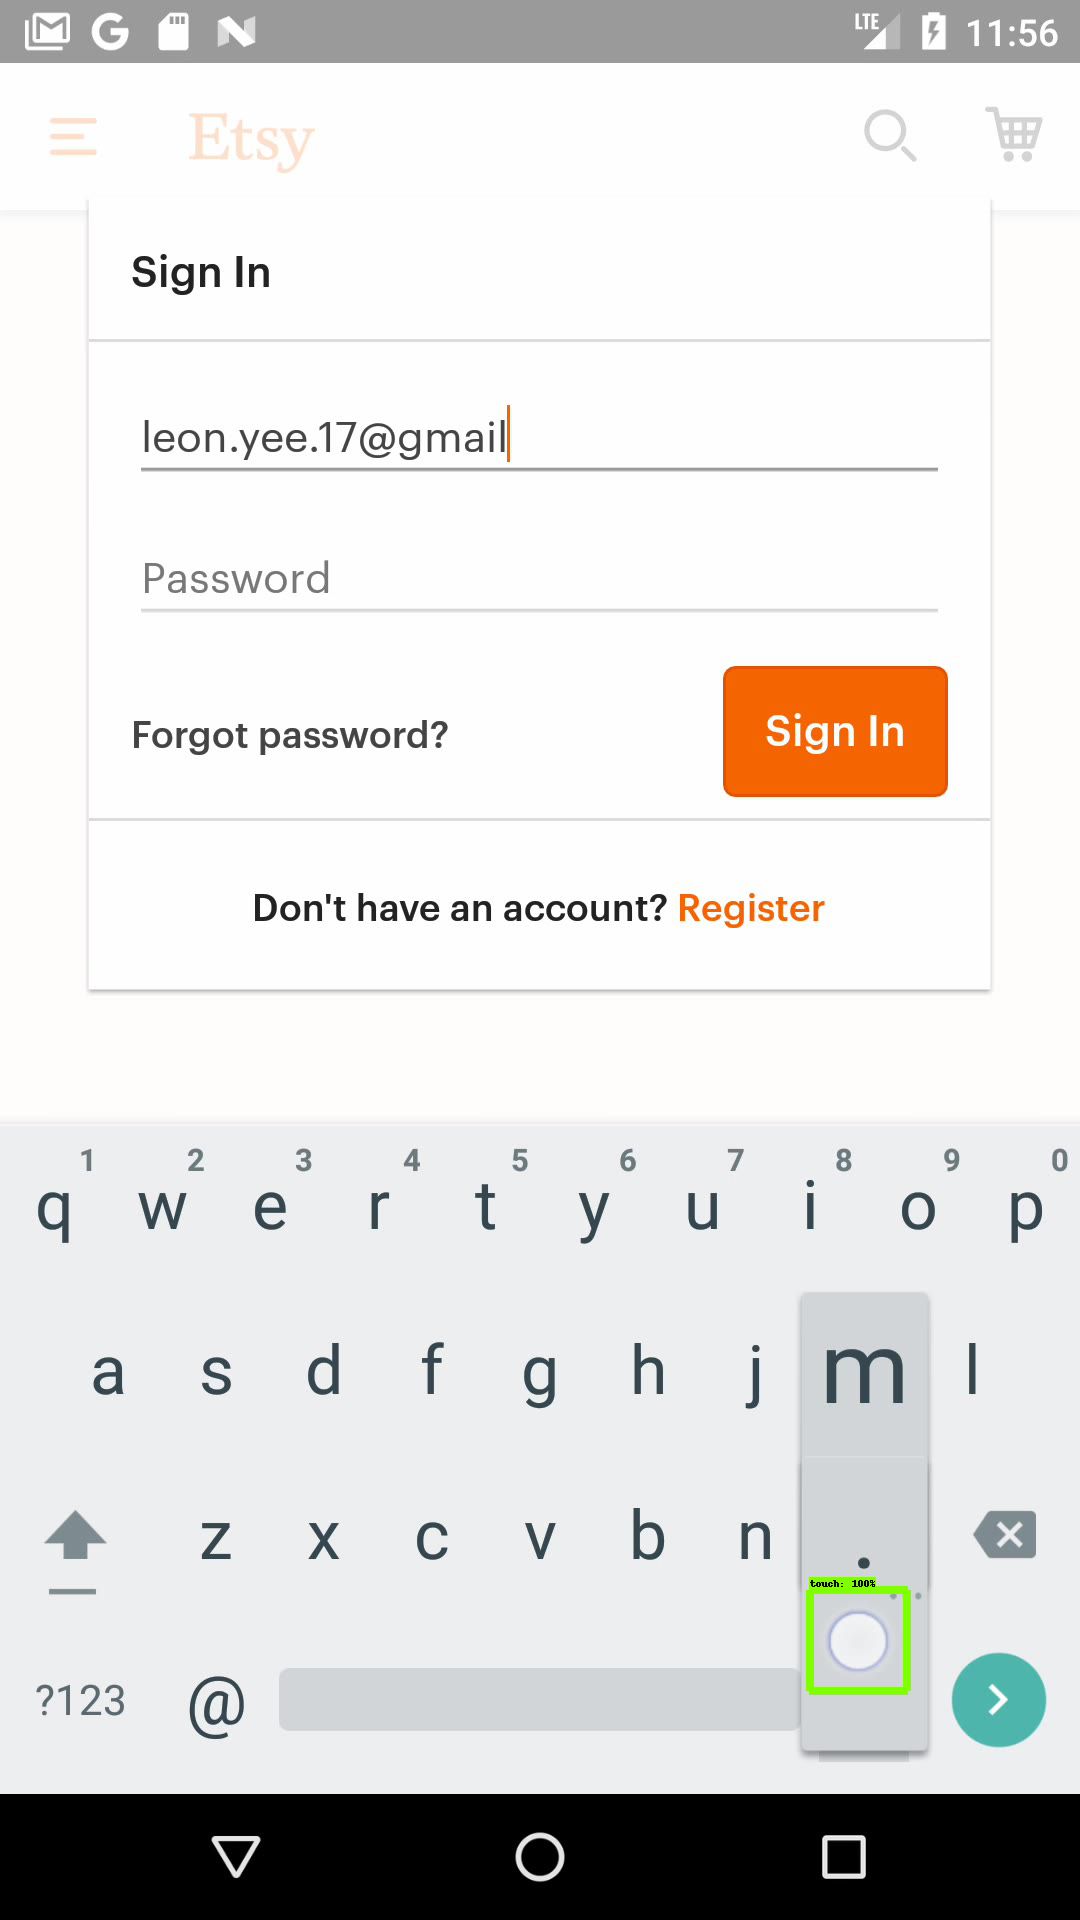 LTE 11:56
Etsy
Sign In
leon.yee.17@gmail
Password
Forgot password?
Sign In
Don't have an account? Register
1 2 3 4 5 6 7 8 9 0
q w e r t y u i o p
a s d f g h j m l
z x c v b n .
touch: 100%
?123 @